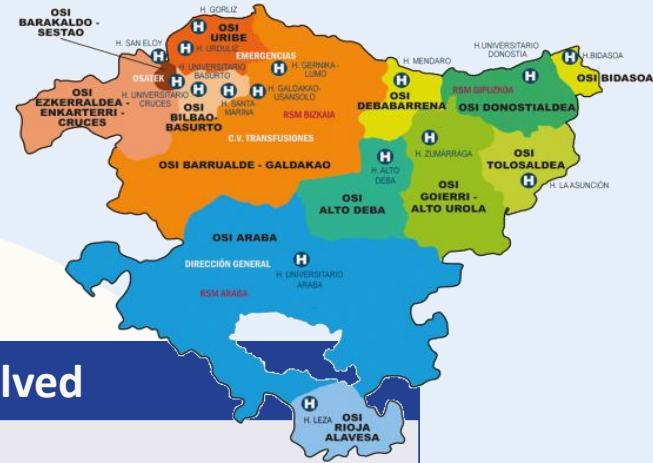 OSI
BARAKALDO -
SESTAO
H. GORLIZ
H
OSI
URIBE
H. SAN ELOY
H
H
H. URDULIZ
EMERGENCIAS
OSATEK
H. UNIVERSITARIO
BASURTO
H
H. GERNIKA -
LUMO
H
H. UNIVERSITARIO
CRUCES
H
H
H. SANTA
MARINA
H
H. GALDAKAO-
USANSOLO
OSI
EZKERRALDEA -
ENKARTERRI -
CRUCES
OSI
BILBAO-
BASURTO
RSM BIZKAIA
C.V. TRANSFUSIONES
OSI BARRUALDE - GALDAKAO
H. MENDARO
H
OSI
DEBABARRENA
H.UNIVERSITARIO
DONOSTIA
H
RSM GIPUZKOA
OSI DONOSTIALDEA
H
H.BIDASOA
OSI BIDASOA
H
H. ZUMÁRRAGA
H
H. ALTO
DEBA
OSI
TOLOSALDEA
H
H. LA ASUNCIÓN
OSI
ALTO DEBA
OSI
GOIERRI -
ALTO UROLA
OSI ARABA
DIRECCIÓN GENERAL
H
H. UNIVERSITARIO
ARABA
RSM ARABA
lved
H
H. LEZA
OSI
RIOJA
ALAVESA